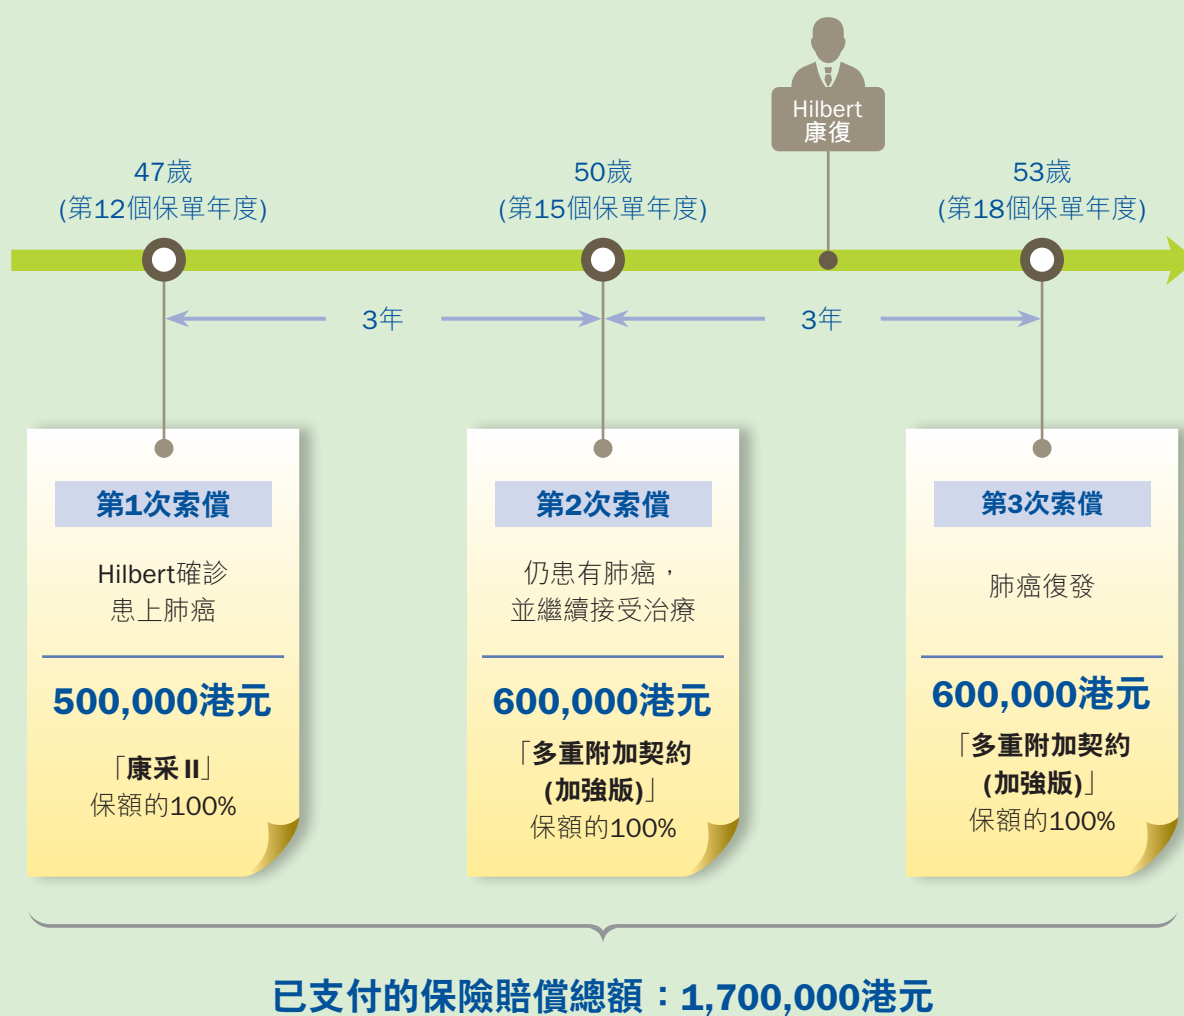 Hilbert
康復
47歲
(第12個保單年度)
50歲
(第15個保單年度)
53歲
(第18個保單年度)
3年
3年
第1次索償
Hilbert確診
患上肺癌
500,000港元
「康采 II」
保額的100%
第2次索償
仍患有肺癌，
並繼續接受治療
600,000港元
「多重附加契約
(加強版)」
保額的100%
第3次索償
肺癌復發
600,000港元
「多重附加契約
(加強版)」
保額的100%
已支付的保險賠償總額：1,700,000港元